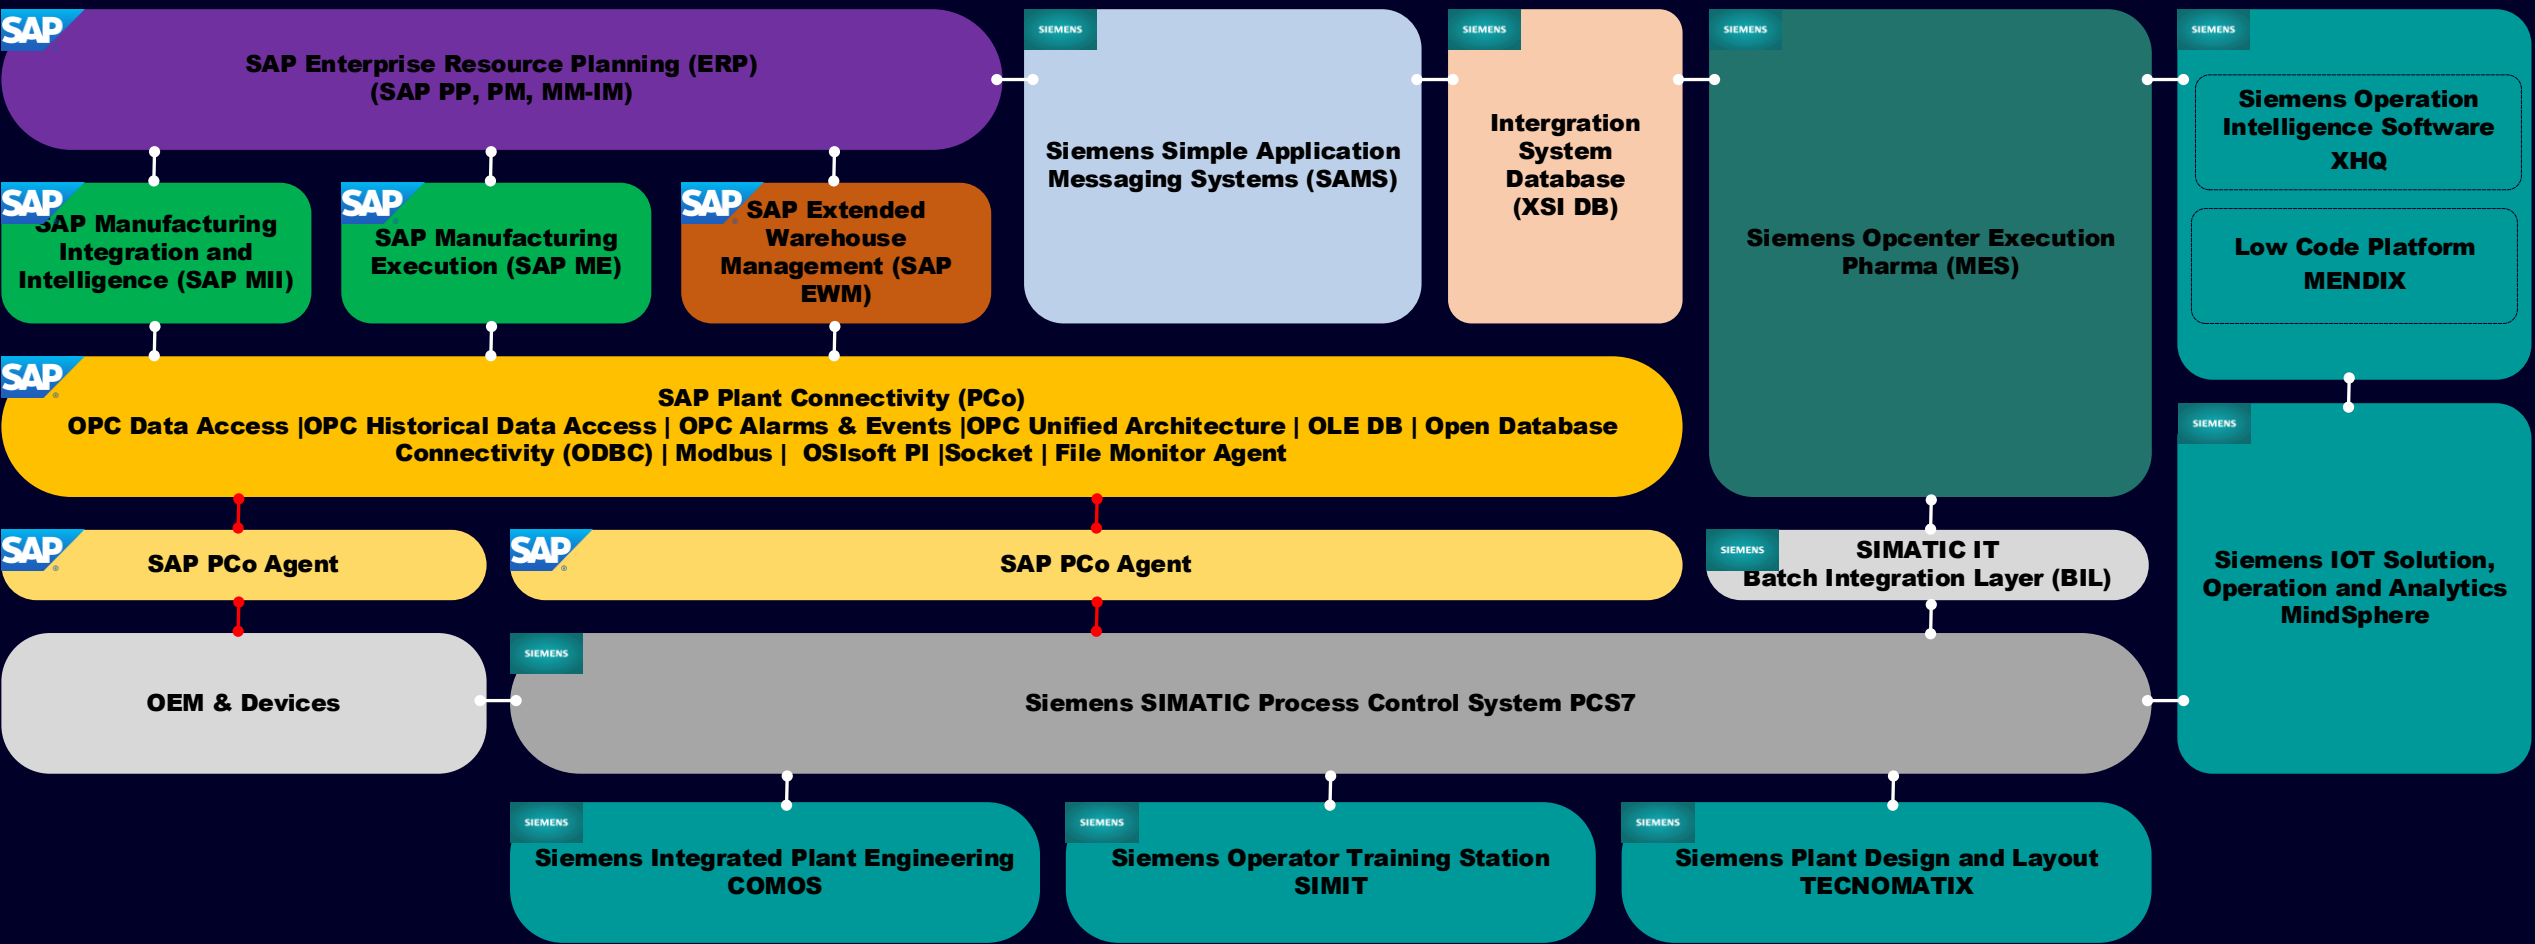 SAP
SAP Enterprise Resource Planning (ERP)
(SAP PP, PM, MM-IM)
SIEMENS
Siemens Simple Application
Messaging Systems (SAMS)
SIEMENS
Intergration
System
Database
(XSI DB)
SIEMENS
Siemens Opcenter Execution
Pharma (MES)
SIEMENS
Siemens Operation
Intelligence Software
XHQ
Low Code Platform
MENDIX
SAP
SAP Manufacturing
Integration and
Intelligence (SAP MII)
SAP
SAP Manufacturing
Execution (SAP ME)
SAP
SAP Extended
Warehouse
Management (SAP
EWM)
SAP ®
SAP Plant Connectivity (PCo)
OPC Data Access |OPC Historical Data Access | OPC Alarms & Events |OPC Unified Architecture | OLE DB | Open Database
Connectivity (ODBC) | Modbus |  OSIsoft PI |Socket | File Monitor Agent
SAP ®
SAP PCo Agent
SAP ®
SAP PCo Agent
SIEMENS
SIMATIC IT
Batch Integration Layer (BIL)
SIEMENS
Siemens IOT Solution,
Operation and Analytics
MindSphere
OEM & Devices
SIEMENS
Siemens SIMATIC Process Control System PCS7
SIEMENS
Siemens Integrated Plant Engineering
COMOS
SIEMENS
Siemens Operator Training Station
SIMIT
SIEMENS
Siemens Plant Design and Layout
TECNOMATIX